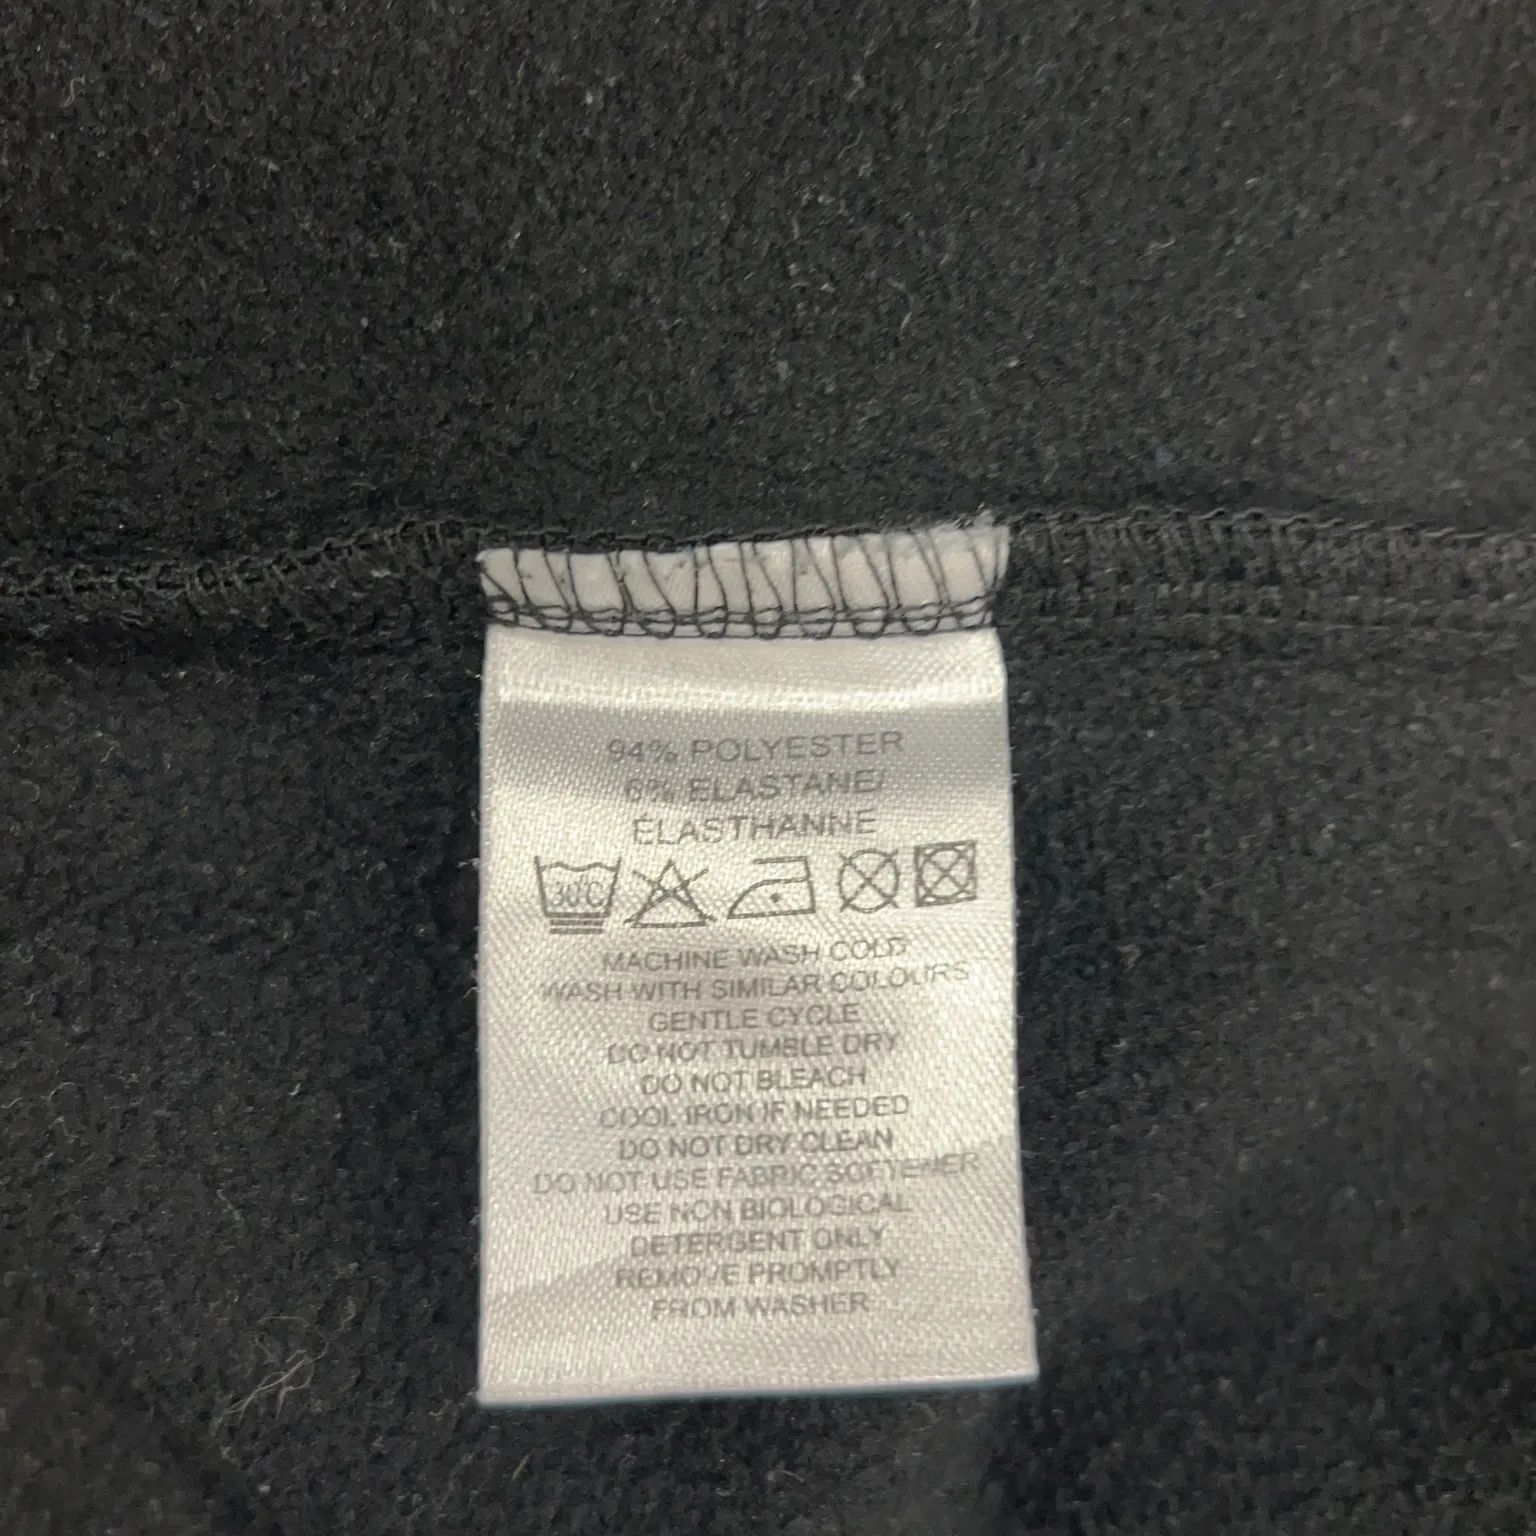 94% POLYESTER
6% ELASTANE/
ÉLASTHANNE
30°C
MACHINE WASH COLD
WASH WITH SIMILAR COLOURS
GENTLE CYCLE
DO NOT TUMBLE DRY
DO NOT BLEACH
COOL IRON IF NEEDED
DO NOT DRY CLEAN
DO NOT USE FABRIC SOFTENER
USE NON BIOLOGICAL
DETERGENT ONLY
REMOVE PROMPTLY
FROM WASHER